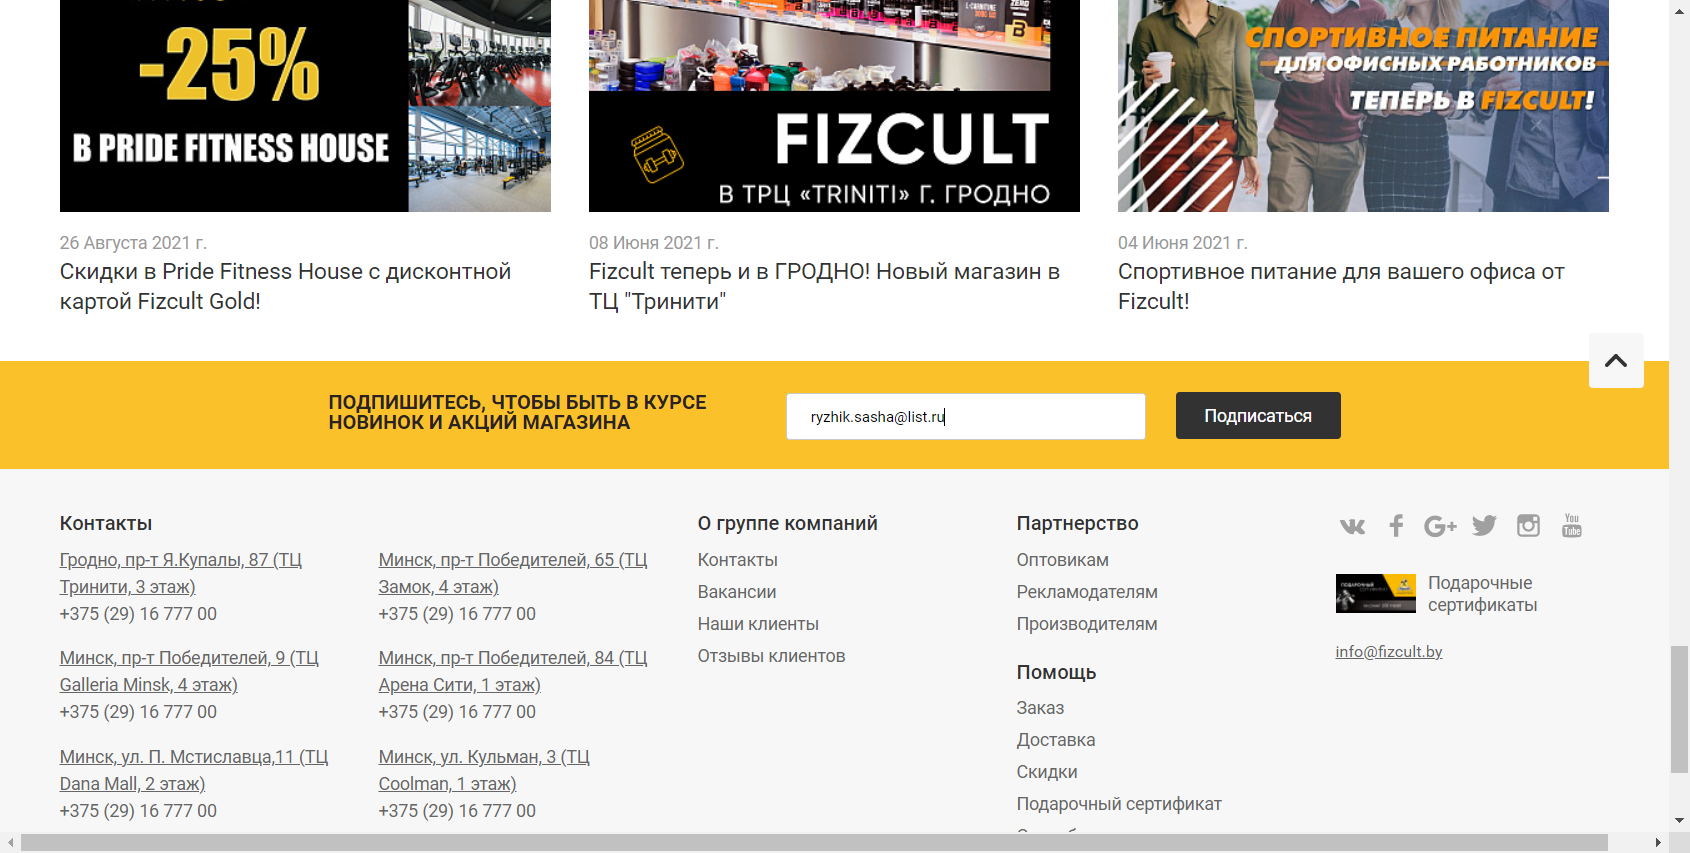 -25%
В PRIDE FITNESS HOUSE
L-CARNITINE
ZERO
FIZCULT
В ТРЦ «TRINITI» Г. ГРОДНО
СПОРТИВНОЕ ПИТАНИЕ
ДЛЯ ОФИСНЫХ РАБОТНИКОВ
ТЕПЕРЬ В FIZCULT!
26 Августа 2021 г.
Скидки в Pride Fitness House с дисконтной
картой Fizcult Gold!
08 Июня 2021 г.
Fizcult теперь и в ГРОДНО! Новый магазин в
ТЦ "Тринити"
04 Июня 2021 г.
Спортивное питание для вашего офиса от
Fizcult!
ПОДПИШИТЕСЬ, ЧТОБЫ БЫТЬ В КУРСЕ
НОВИНОК И АКЦИЙ МАГАЗИНА
ryzhik.sasha@list.ru
Подписаться
Контакты
Гродно, пр-т Я.Купалы, 87 (ТЦ
Тринити, 3 этаж)
+375 (29) 16 777 00
Минск, пр-т Победителей, 9 (ТЦ
Galleria Minsk, 4 этаж)
+375 (29) 16 777 00
Минск, ул. П. Мстиславца,11 (ТЦ
Dana Mall, 2 этаж)
+375 (29) 16 777 00
Минск, пр-т Победителей, 65 (ТЦ
Замок, 4 этаж)
+375 (29) 16 777 00
Минск, пр-т Победителей, 84 (ТЦ
Арена Сити, 1 этаж)
+375 (29) 16 777 00
Минск, ул. Кульман, 3 (ТЦ
Coolman, 1 этаж)
+375 (29) 16 777 00
О группе компаний
Контакты
Вакансии
Наши клиенты
Отзывы клиентов
Партнерство
Оптовикам
Рекламодателям
Производителям
Помощь
Заказ
Доставка
Скидки
Подарочный сертификат
You
Tube
Подарочные
сертификаты
info@fizcult.by